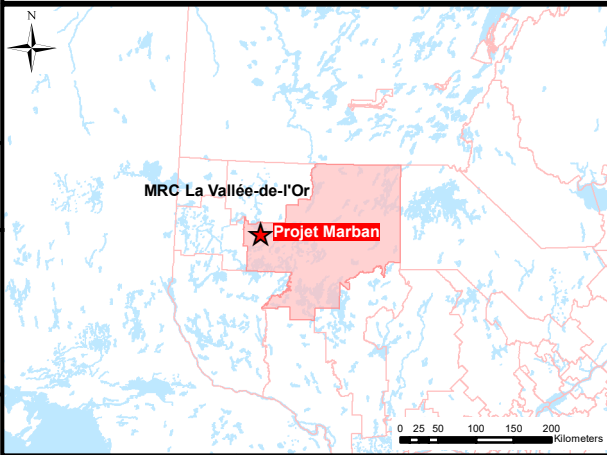 N
MRC La Vallée-de-l'Or
Projet Marban
0 25 50 100 150 200
Kilometers